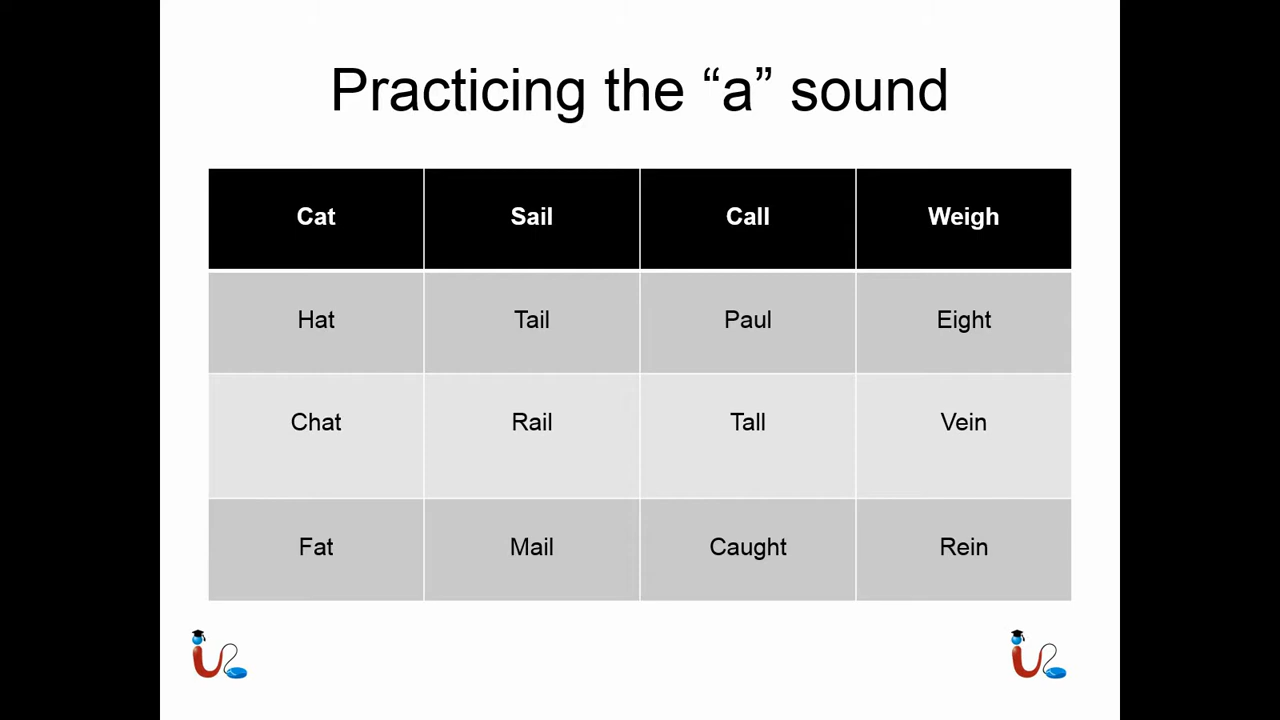 Practicing the “a” sound
Cat Sail Call Weigh
Hat Tail Paul Eight
Chat Rail Tall Vein
Fat Mail Caught Rein